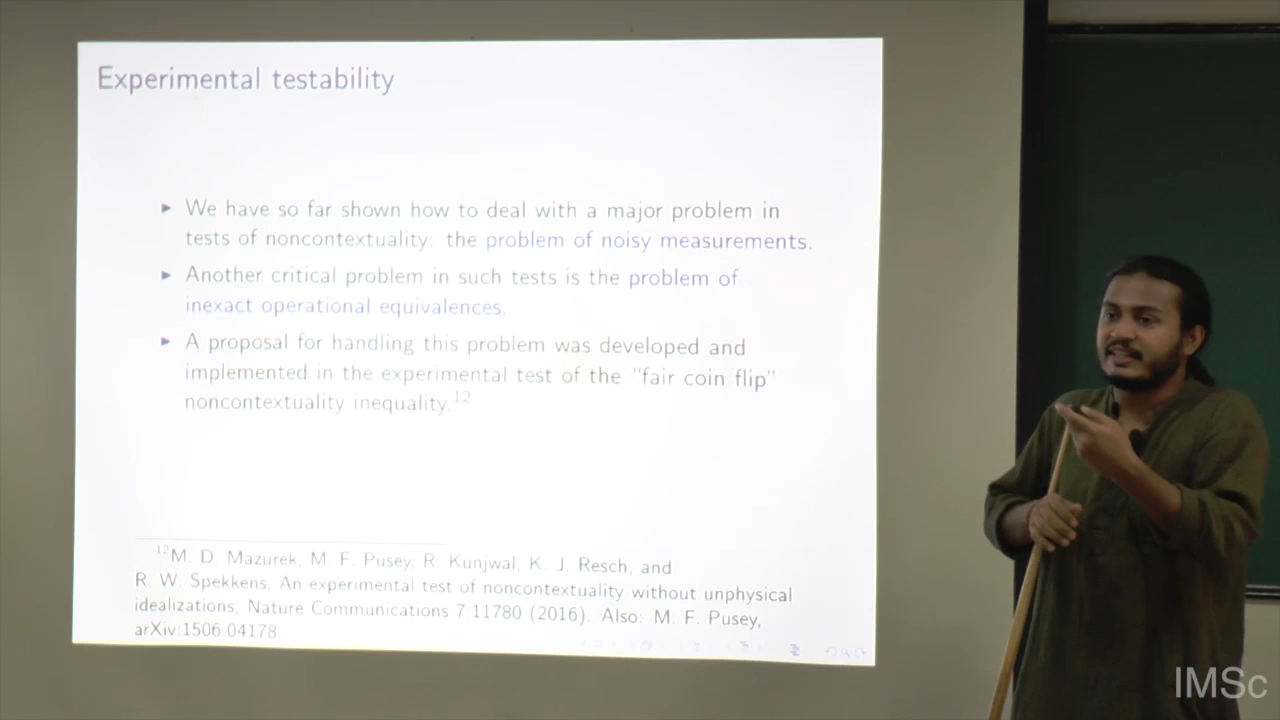 Experimental testability
► We have so far shown how to deal with a major problem in
tests of noncontextuality: the problem of noisy measurements.
► Another critical problem in such tests is the problem of
inexact operational equivalences.
► A proposal for handling this problem was developed and
implemented in the experimental test of the “fair coin flip”
noncontextuality inequality.12
12M. D. Mazurek, M. F. Pusey, R. Kunjwal, K. J. Resch, and
R. W. Spekkens, An experimental test of noncontextuality without unphysical
idealizations, Nature Communications 7:11780 (2016). Also: M. F. Pusey,
arXiv:1506.04178.
IMSc